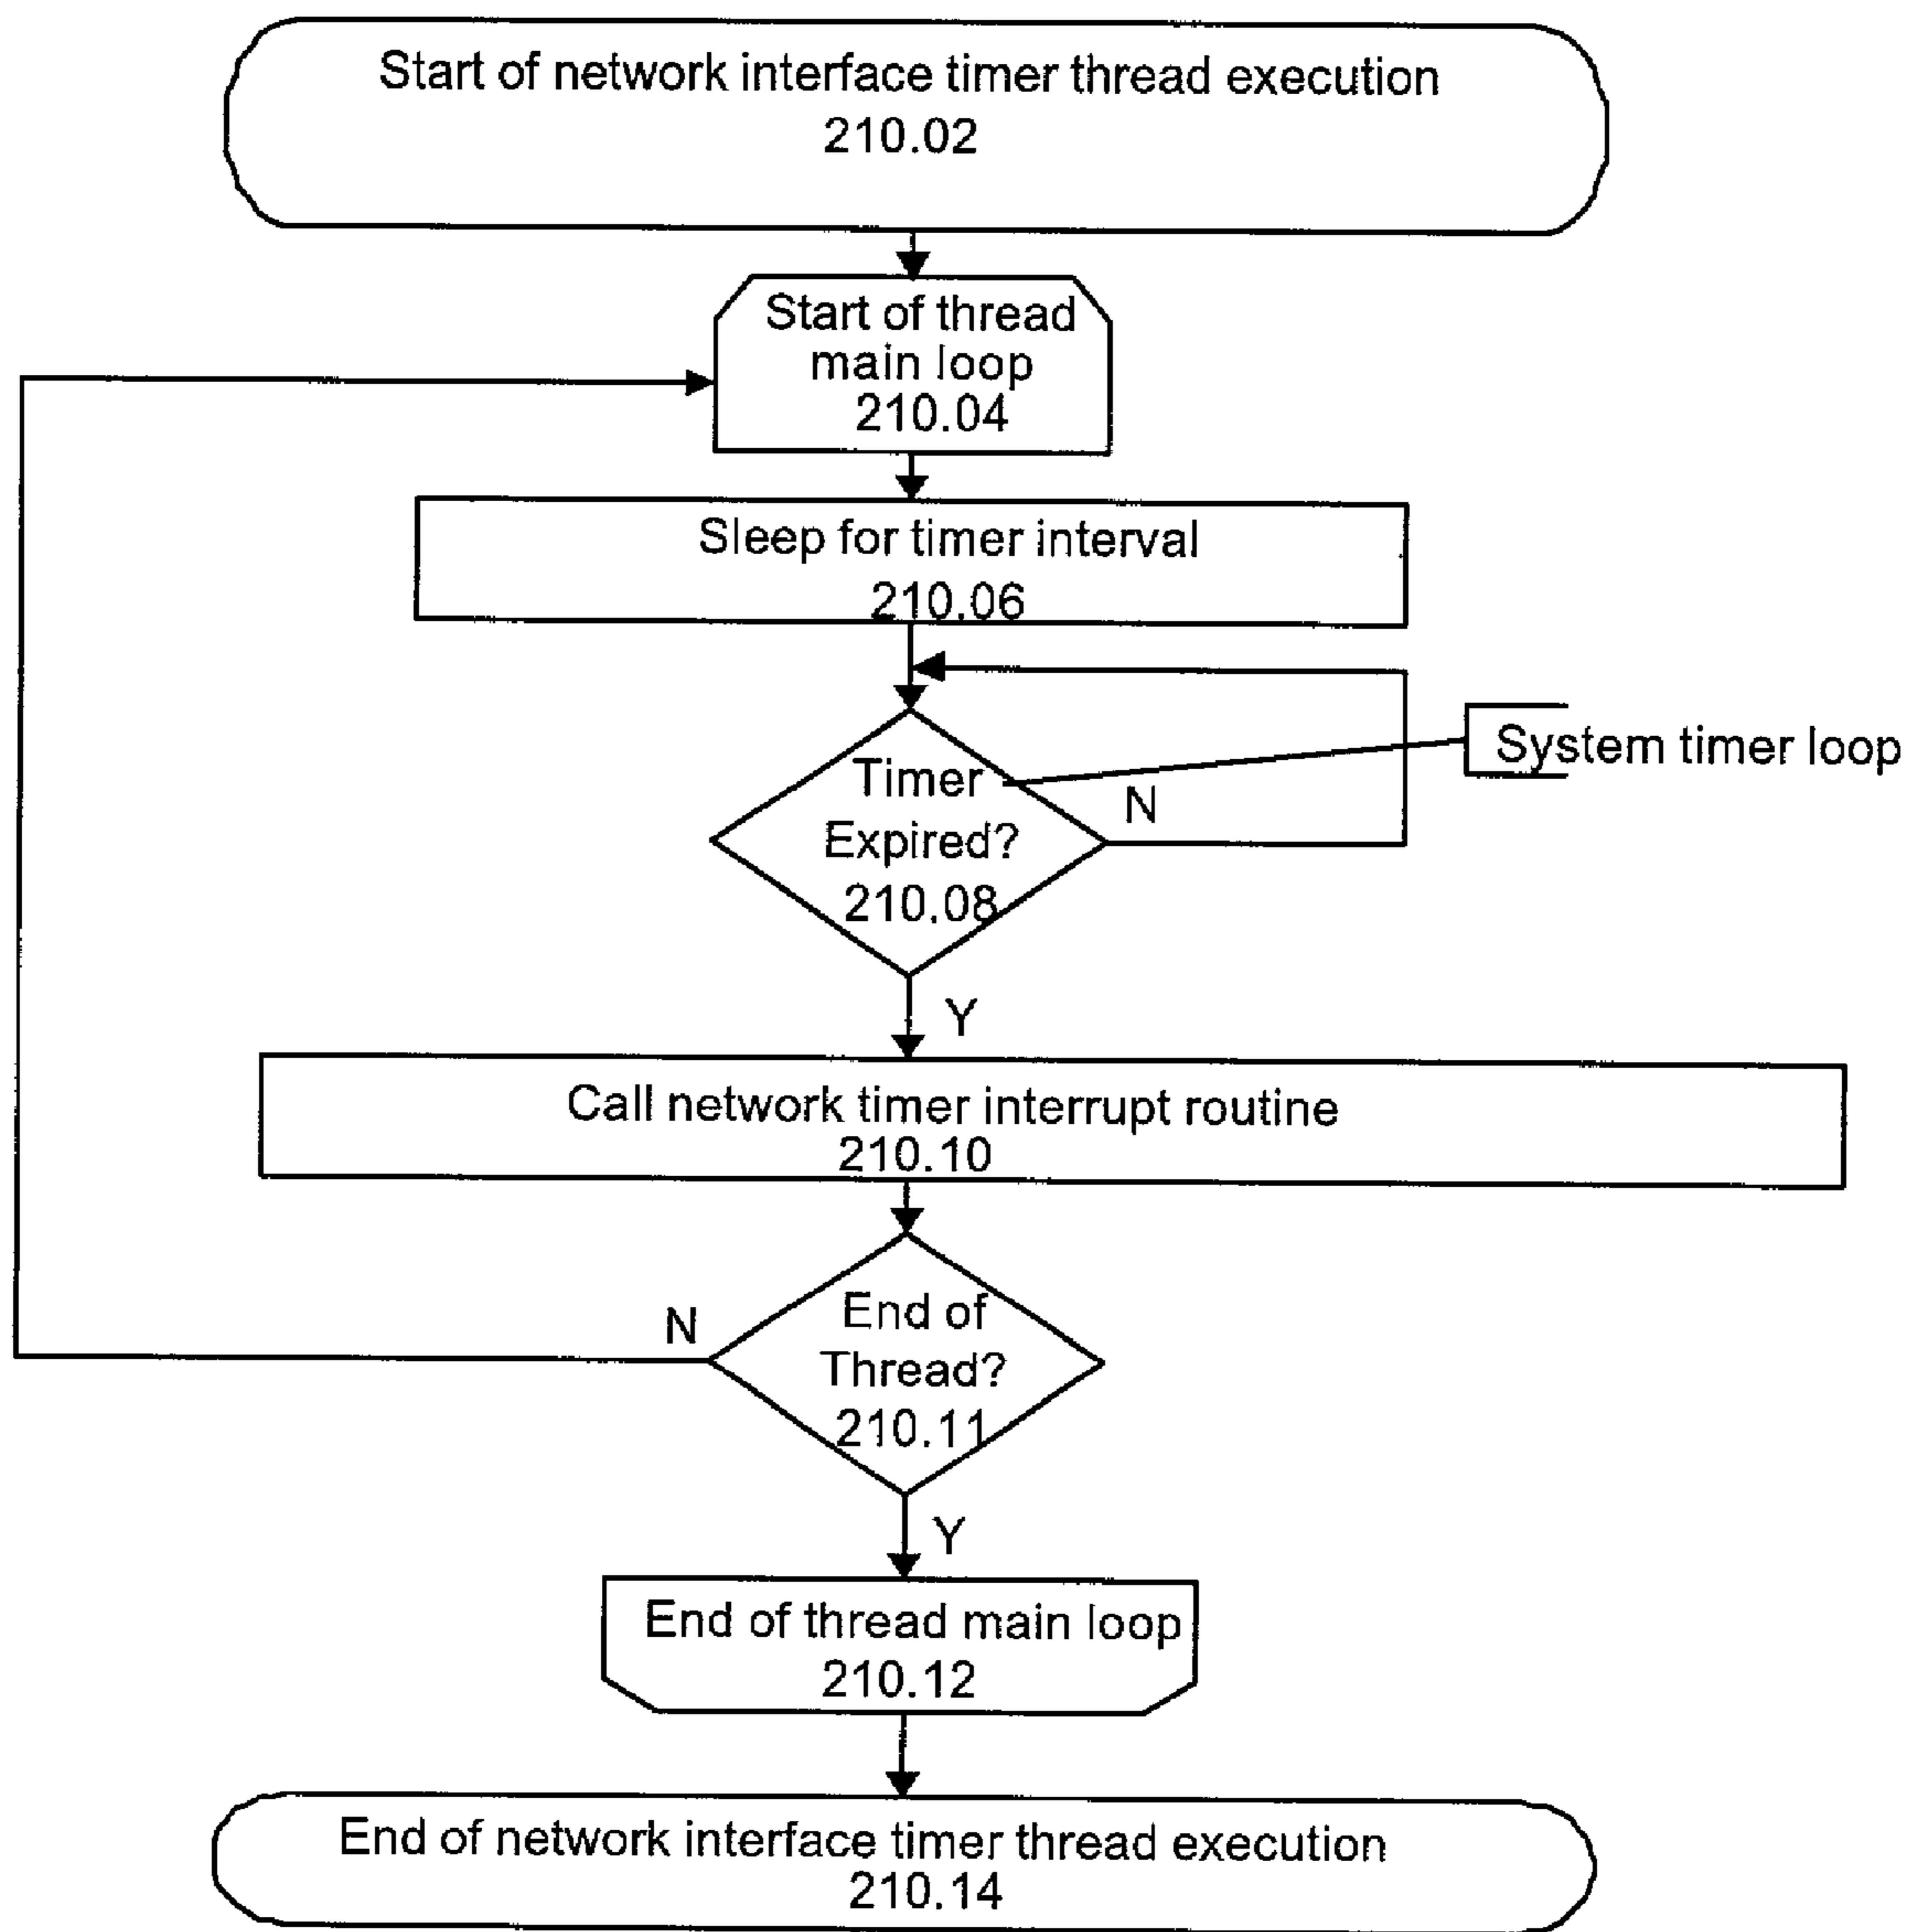 Start of network interface timer thread execution
210.02
Start of thread
main loop
210.04
Sleep for timer interval
210.06
System timer loop
Timer
Expired?
210.08
N
Y
Call network timer interrupt routine
210.10
N
End of
Thread?
210.11
Y
End of thread main loop
210.12
End of network interface timer thread execution
210.14